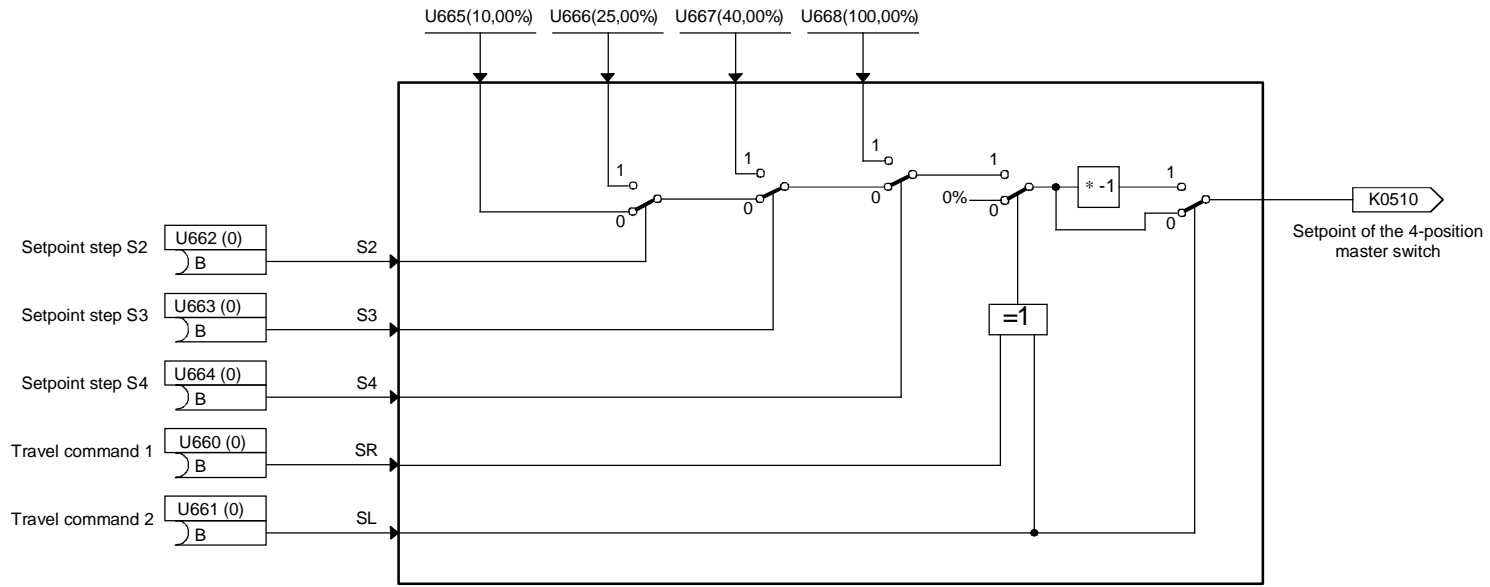 U665(10,00%) U666(25,00%) U667(40,00%) U668(100,00%)
1
1
1
1
1
0
0
0
0% 0
* -1
0
K0510
Setpoint of the 4-position
master switch
Setpoint step S2
U662 (0)
B
S2
Setpoint step S3
U663 (0)
B
S3
=1
Setpoint step S4
U664 (0)
B
S4
Travel command 1
U660 (0)
B
SR
Travel command 2
U661 (0)
B
SL